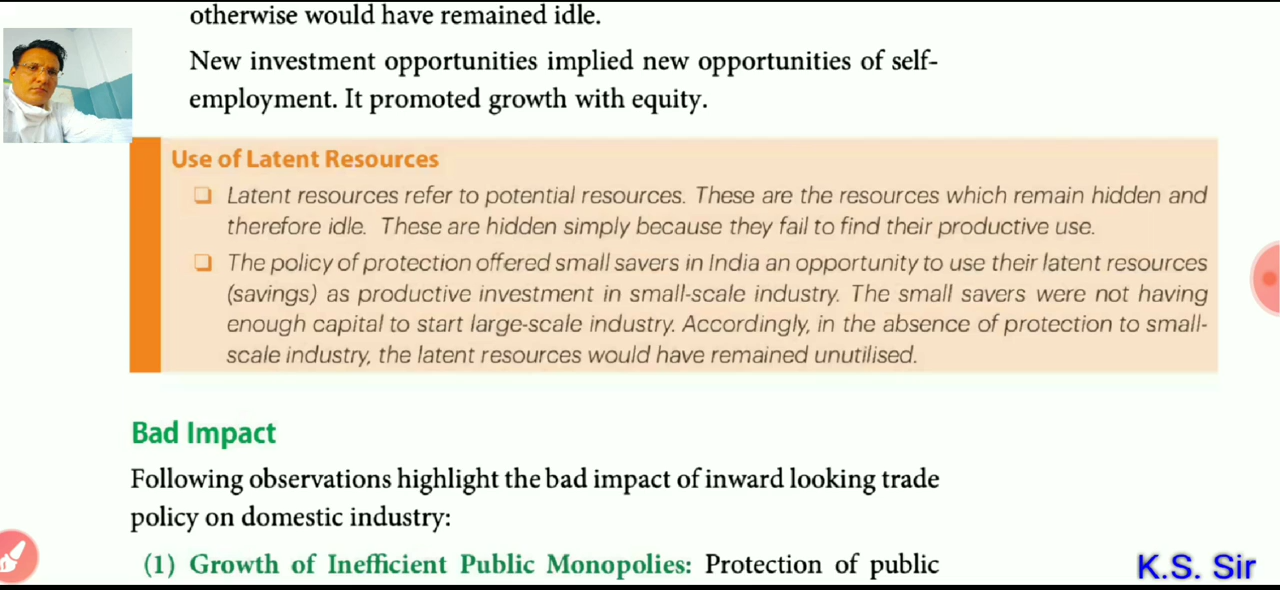 otherwise would have remained idle.
New investment opportunities implied new opportunities of self-
employment. It promoted growth with equity.
Use of Latent Resources
❑ Latent resources refer to potential resources. These are the resources which remain hidden and
therefore idle. These are hidden simply because they fail to find their productive use.
❑ The policy of protection offered small savers in India an opportunity to use their latent resources
(savings) as productive investment in small-scale industry. The small savers were not having
enough capital to start large-scale industry. Accordingly, in the absence of protection to small-
scale industry, the latent resources would have remained unutilised.
Bad Impact
Following observations highlight the bad impact of inward looking trade
policy on domestic industry:
(1) Growth of Inefficient Public Monopolies: Protection of public
K.S. Sir